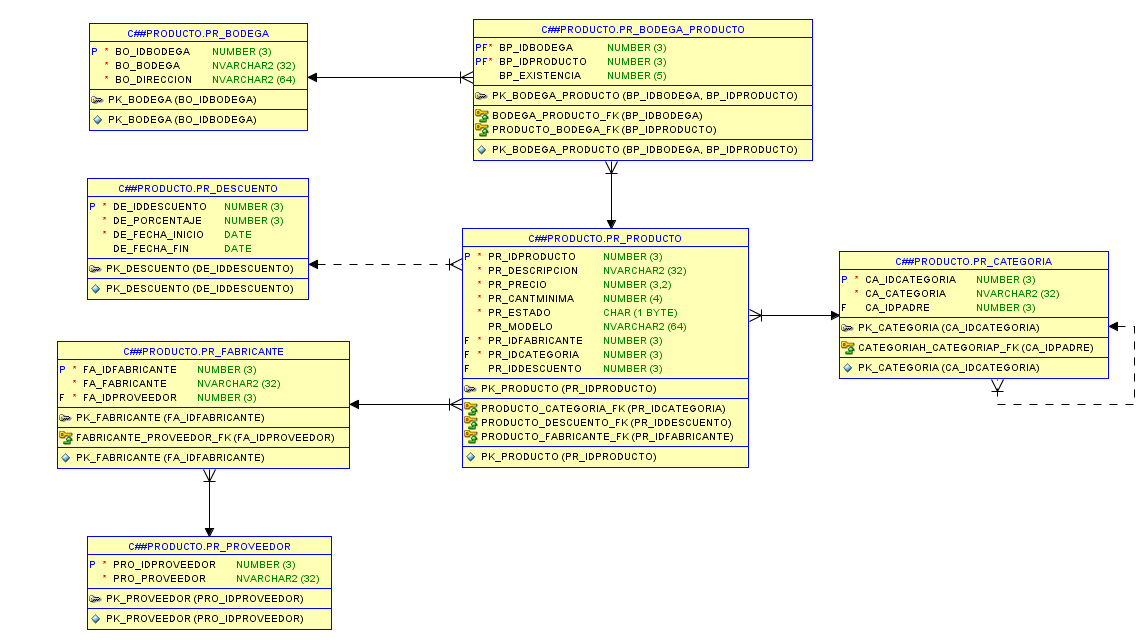 C##PRODUCTO.PR_BODEGA
P * BO_IDBODEGA NUMBER (3)
* BO_BODEGA NVARCHAR2 (32)
* BO_DIRECCION NVARCHAR2 (64)
PK_BODEGA (BO_IDBODEGA)
PK_BODEGA (BO_IDBODEGA)
C##PRODUCTO.PR_BODEGA_PRODUCTO
PF* BP_IDBODEGA NUMBER (3)
PF* BP_IDPRODUCTO NUMBER (3)
BP_EXISTENCIA NUMBER (5)
PK_BODEGA_PRODUCTO (BP_IDBODEGA, BP_IDPRODUCTO)
BODEGA_PRODUCTO_FK (BP_IDBODEGA)
PRODUCTO_BODEGA_FK (BP_IDPRODUCTO)
PK_BODEGA_PRODUCTO (BP_IDBODEGA, BP_IDPRODUCTO)
C##PRODUCTO.PR_DESCUENTO
P * DE_IDDESCUENTO NUMBER (3)
* DE_PORCENTAJE NUMBER (3)
* DE_FECHA_INICIO DATE
DE_FECHA_FIN DATE
PK_DESCUENTO (DE_IDDESCUENTO)
PK_DESCUENTO (DE_IDDESCUENTO)
C##PRODUCTO.PR_PRODUCTO
P * PR_IDPRODUCTO NUMBER (3)
* PR_DESCRIPCION NVARCHAR2 (32)
* PR_PRECIO NUMBER (3,2)
* PR_CANTMINIMA NUMBER (4)
* PR_ESTADO CHAR (1 BYTE)
PR_MODELO NVARCHAR2 (64)
F * PR_IDFABRICANTE NUMBER (3)
F * PR_IDCATEGORIA NUMBER (3)
F PR_IDDESCUENTO NUMBER (3)
PK_PRODUCTO (PR_IDPRODUCTO)
PRODUCTO_CATEGORIA_FK (PR_IDCATEGORIA)
PRODUCTO_DESCUENTO_FK (PR_IDDESCUENTO)
PRODUCTO_FABRICANTE_FK (PR_IDFABRICANTE)
PK_PRODUCTO (PR_IDPRODUCTO)
C##PRODUCTO.PR_CATEGORIA
P * CA_IDCATEGORIA NUMBER (3)
* CA_CATEGORIA NVARCHAR2 (32)
F CA_IDPADRE NUMBER (3)
PK_CATEGORIA (CA_IDCATEGORIA)
CATEGORIAH_CATEGORIAP_FK (CA_IDPADRE)
PK_CATEGORIA (CA_IDCATEGORIA)
C##PRODUCTO.PR_FABRICANTE
P * FA_IDFABRICANTE NUMBER (3)
* FA_FABRICANTE NVARCHAR2 (32)
F * FA_IDPROVEEDOR NUMBER (3)
PK_FABRICANTE (FA_IDFABRICANTE)
FABRICANTE_PROVEEDOR_FK (FA_IDPROVEEDOR)
PK_FABRICANTE (FA_IDFABRICANTE)
C##PRODUCTO.PR_PROVEEDOR
P * PRO_IDPROVEEDOR NUMBER (3)
* PRO_PROVEEDOR NVARCHAR2 (32)
PK_PROVEEDOR (PRO_IDPROVEEDOR)
PK_PROVEEDOR (PRO_IDPROVEEDOR)